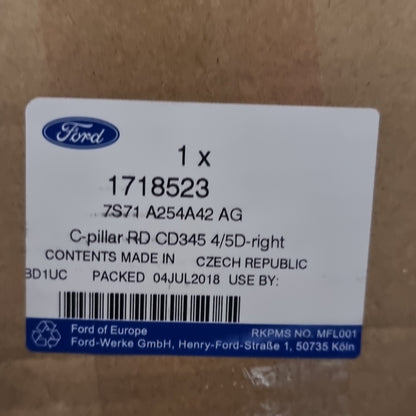 Ford
1 x
1718523
7S71 A254A42 AG
C-pillar RD CD345 4/5D-right
CONTENTS MADE IN CZECH REPUBLIC
BD1UC PACKED 04JUL2018 USE BY:
Ford of Europe RKPMS NO. MFL001
Ford-Werke GmbH, Henry-Ford-Straße 1, 50735 Köln